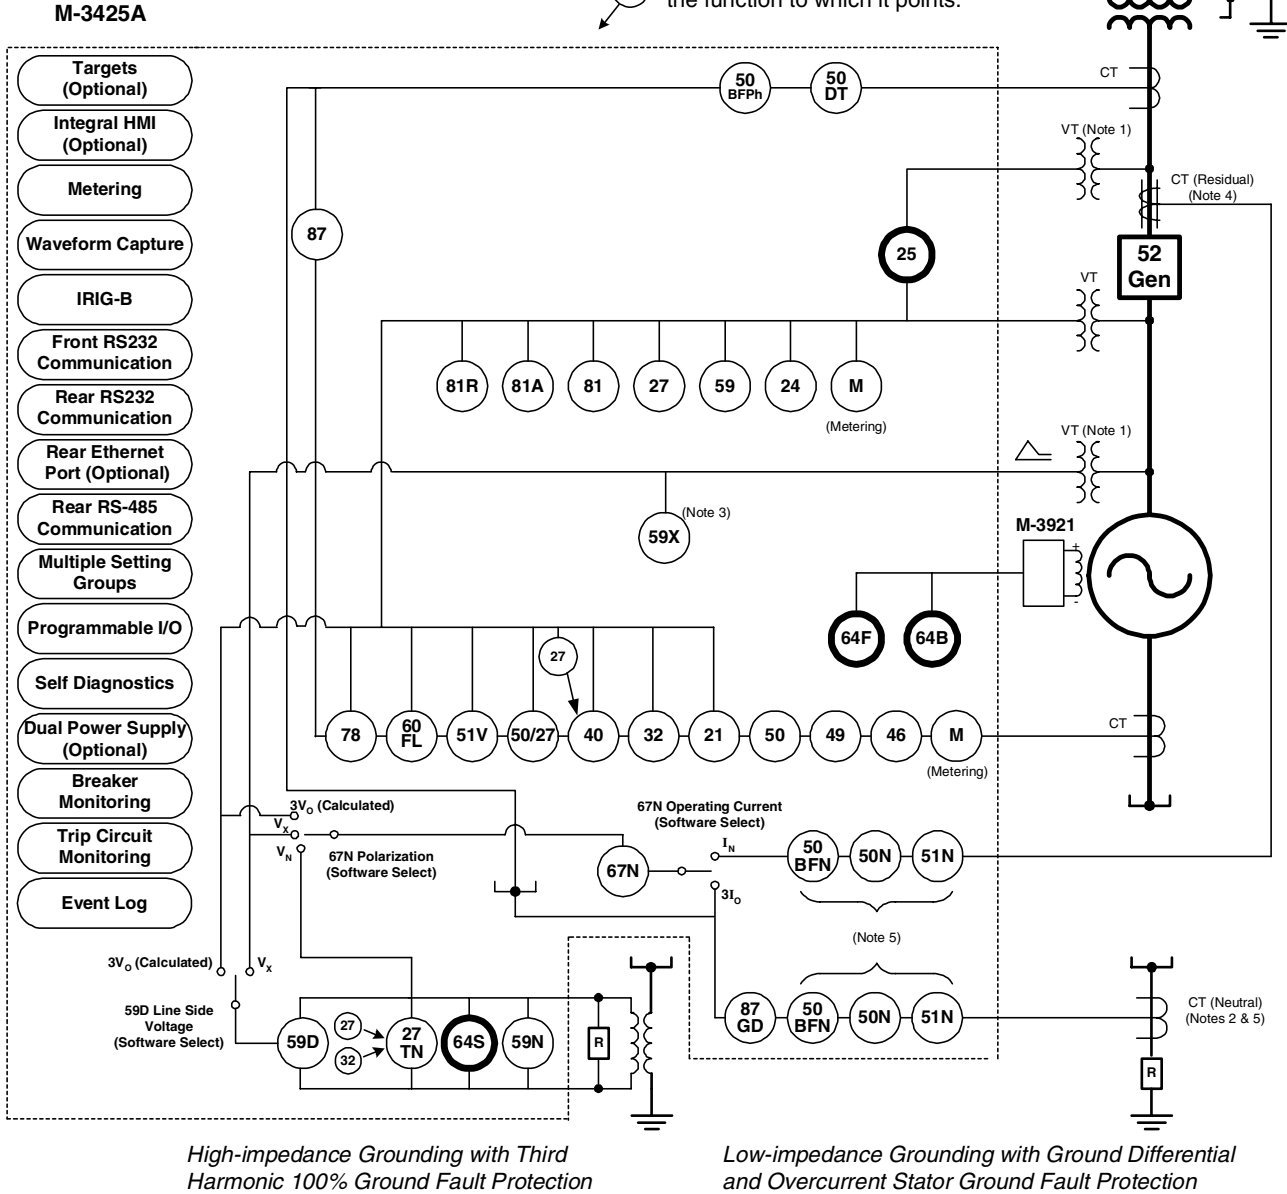 M-3425A
the function to which it points.
Targets
(Optional)
Integral HMI
(Optional)
Metering
Waveform Capture
IRIG-B
Front RS232
Communication
Rear RS232
Communication
Rear Ethernet
Port (Optional)
Rear RS-485
Communication
Multiple Setting
Groups
Programmable I/O
Self Diagnostics
Dual Power Supply
(Optional)
Breaker
Monitoring
Trip Circuit
Monitoring
Event Log
50
BFPh
50
DT
CT
VT (Note 1)
CT (Residual)
(Note 4)
87
25
52
Gen
VT
81R
81A
81
27
59
24
M
(Metering)
VT (Note 1)
59X
(Note 3)
M-3921
+
-
64F
64B
27
78
60
FL
51V
50/27
40
32
21
50
49
46
M
(Metering)
CT
3VO (Calculated)
VX
VN
67N Polarization
(Software Select)
67N Operating Current
(Software Select)
67N
IN
3IO
50
BFN
50N
51N
(Note 5)
3VO (Calculated)
VX
59D Line Side
Voltage
(Software Select)
59D
27
32
27
TN
64S
59N
R
87
GD
50
BFN
50N
51N
CT (Neutral)
(Notes 2 & 5)
R
High-impedance Grounding with Third
Harmonic 100% Ground Fault Protection
Low-impedance Grounding with Ground Differential
and Overcurrent Stator Ground Fault Protection